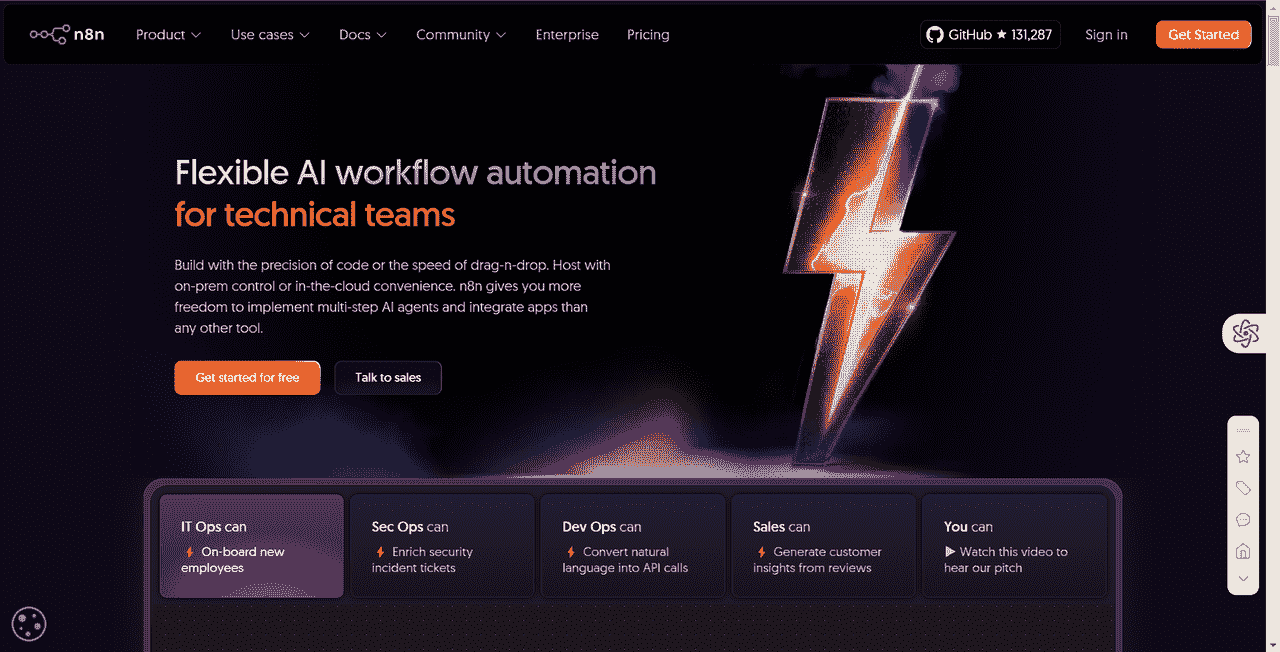 n8n
Product
Use cases
Docs
Community
Enterprise
Pricing
GitHub ★ 131,287
Sign in
Get Started
Flexible AI workflow automation
for technical teams
Build with the precision of code or the speed of drag-n-drop. Host with
on-prem control or in-the-cloud convenience. n8n gives you more
freedom to implement multi-step AI agents and integrate apps than
any other tool.
Get started for free
Talk to sales
IT Ops can
On-board new
employees
Sec Ops can
Enrich security
incident tickets
Dev Ops can
Convert natural
language into API calls
Sales can
Generate customer
insights from reviews
You can
Watch this video to
hear our pitch